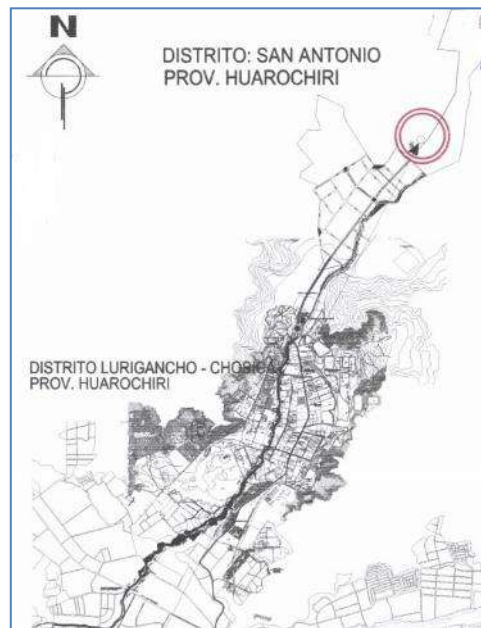 N
DISTRITO: SAN ANTONIO
PROV. HUAROCHIRI
DISTRITO LURIGANCHO - CHOSICA
PROV. HUAROCHIRI